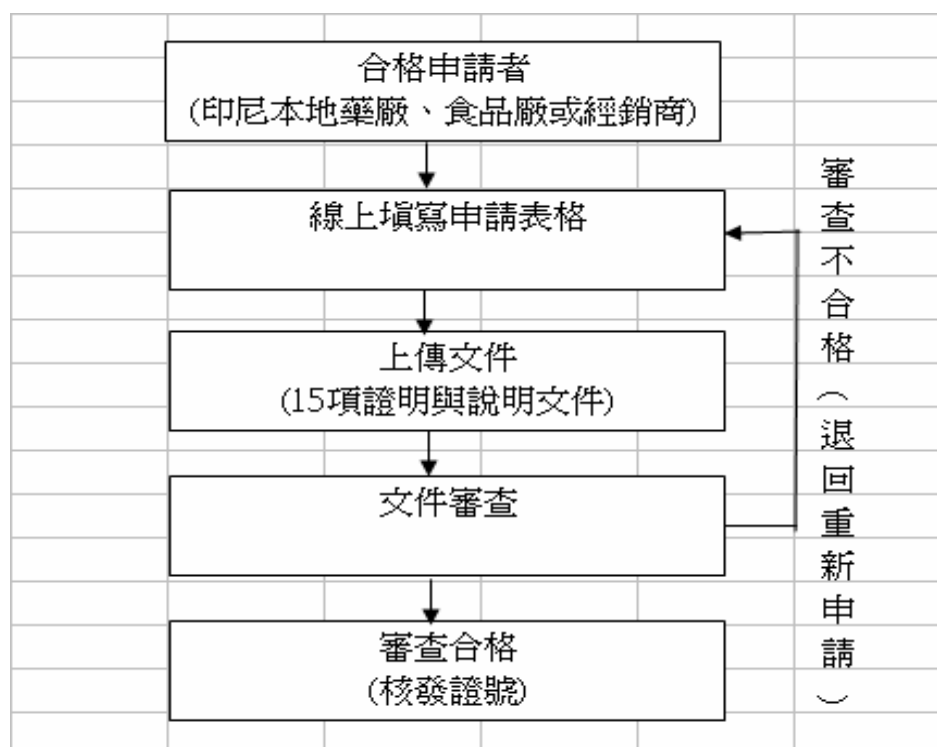 合格申請者
(印尼本地藥廠、食品廠或經銷商)
線上填寫申請表格
上傳文件
(15項證明與說明文件)
文件審查
審查合格
(核發證號)
審查不合格（退回重新申請）